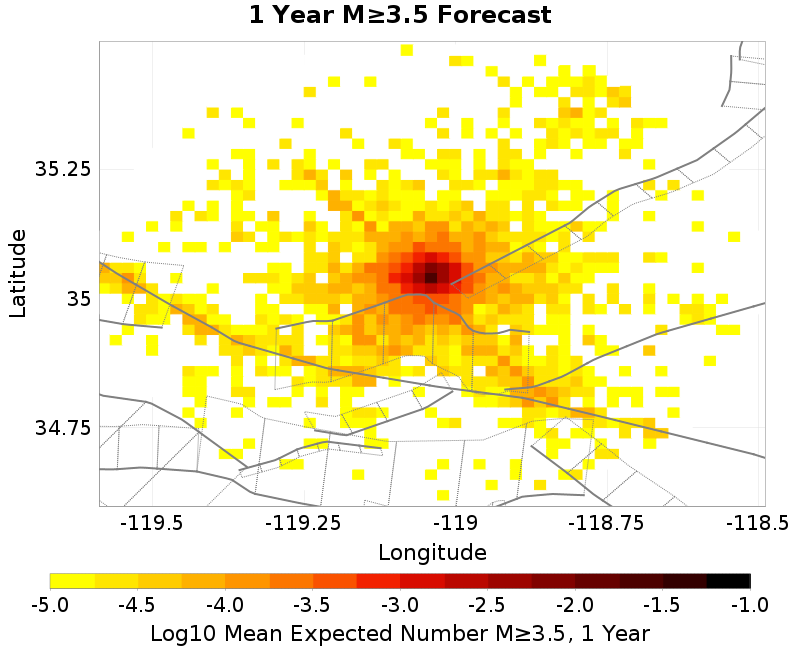 1 Year M≥3.5 Forecast
35.25
35
34.75
Latitude
-119.5 -119.25 -119 -118.75 -118.5
Longitude
-5.0 -4.5 -4.0 -3.5 -3.0 -2.5 -2.0 -1.5 -1.0
Log10 Mean Expected Number M≥3.5, 1 Year